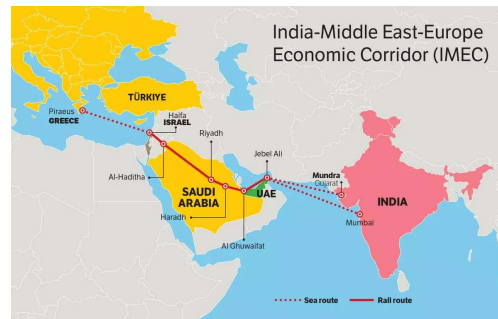 India-Middle East-Europe
Economic Corridor (IMEC)
TÜRKIYE
Piraeus
GREECE
Haifa
ISRAEL
Riyadh
Jebel Ali
Al-Haditha
Mundra
Gujarat
SAUDI
ARABIA
UAE
INDIA
Haradh
Mumbai
Al Ghuwaifat
Sea route
Rail route